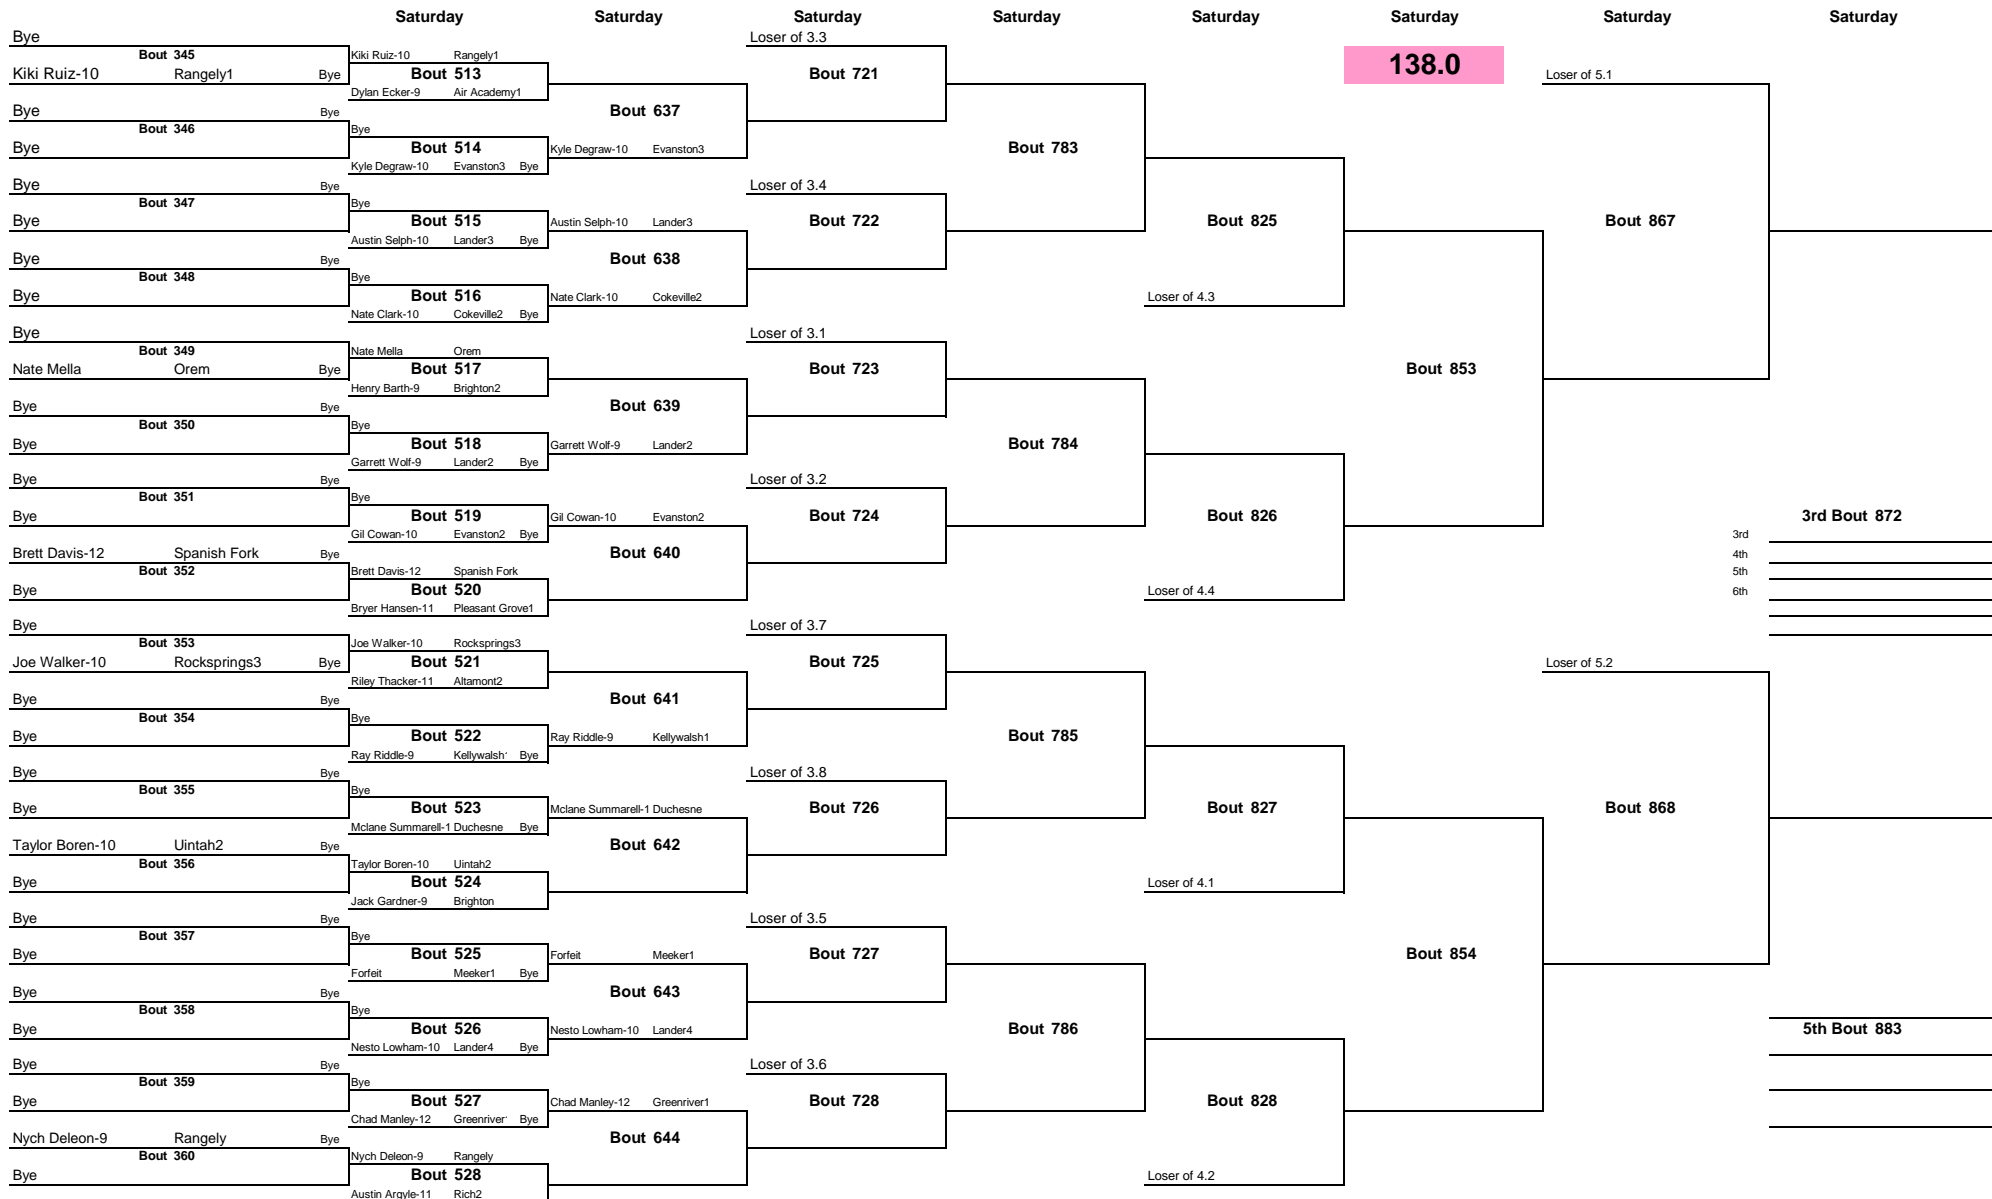 Saturday Saturday Saturday Saturday Saturday Saturday Saturday Saturday
138.0
Bye
Bout 345
Kiki Ruiz-10 Rangely1 Bye
Bye Bye
Bout 346
Bye
Bye Bye
Bout 347
Bye
Bye Bye
Bout 348
Bye
Bye
Bout 349
Nate Mella Orem Bye
Bye Bye
Bout 350
Bye
Bye Bye
Bout 351
Bye
Brett Davis-12 Spanish Fork Bye
Bout 352
Bye
Bye
Bout 353
Joe Walker-10 Rocksprings3 Bye
Bye Bye
Bout 354
Bye
Bye Bye
Bout 355
Bye
Taylor Boren-10 Uintah2 Bye
Bout 356
Bye
Bye Bye
Bout 357
Bye
Bye Bye
Bout 358
Bye
Bye Bye
Bout 359
Bye
Nych Deleon-9 Rangely Bye
Bout 360
Bye
Kiki Ruiz-10 Rangely1
Bout 513
Dylan Ecker-9 Air Academy1
Bye
Bout 514
Kyle Degraw-10 Evanston3 Bye
Bye
Bout 515
Austin Selph-10 Lander3 Bye
Bye
Bout 516
Nate Clark-10 Cokeville2 Bye
Nate Mella Orem
Bout 517
Henry Barth-9 Brighton2
Bye
Bout 518
Garrett Wolf-9 Lander2 Bye
Bye
Bout 519
Gil Cowan-10 Evanston2 Bye
Brett Davis-12 Spanish Fork
Bout 520
Bryer Hansen-11 Pleasant Grove1
Joe Walker-10 Rocksprings3
Bout 521
Riley Thacker-11 Altamont2
Bye
Bout 522
Ray Riddle-9 Kellywalsh Bye
Bye
Bout 523
Mclane Summarell-1 Duchesne Bye
Taylor Boren-10 Uintah2
Bout 524
Jack Gardner-9 Brighton
Bye
Bout 525
Forfeit Meeker1 Bye
Bye
Bout 526
Nesto Lowham-10 Lander4 Bye
Bye
Bout 527
Chad Manley-12 Greenriver Bye
Nych Deleon-9 Rangely
Bout 528
Austin Argyle-11 Rich2
Bout 637
Kyle Degraw-10 Evanston3
Austin Selph-10 Lander3
Bout 638
Nate Clark-10 Cokeville2
Bout 639
Garrett Wolf-9 Lander2
Gil Cowan-10 Evanston2
Bout 640
Bout 641
Ray Riddle-9 Kellywalsh1
Mclane Summarell-1 Duchesne
Bout 642
Forfeit Meeker1
Bout 643
Nesto Lowham-10 Lander4
Chad Manley-12 Greenriver1
Bout 644
Loser of 3.3
Bout 721
Loser of 3.4
Bout 722
Loser of 3.1
Bout 723
Loser of 3.2
Bout 724
Loser of 3.7
Bout 725
Loser of 3.8
Bout 726
Loser of 3.5
Bout 727
Loser of 3.6
Bout 728
Bout 783
Bout 784
Bout 785
Bout 786
Bout 825
Loser of 4.3
Bout 826
Loser of 4.4
Bout 827
Loser of 4.1
Bout 828
Loser of 4.2
Bout 853
Bout 854
Loser of 5.1
Bout 867
Loser of 5.2
Bout 868
3rd Bout 872
3rd
4th
5th
6th
5th Bout 883